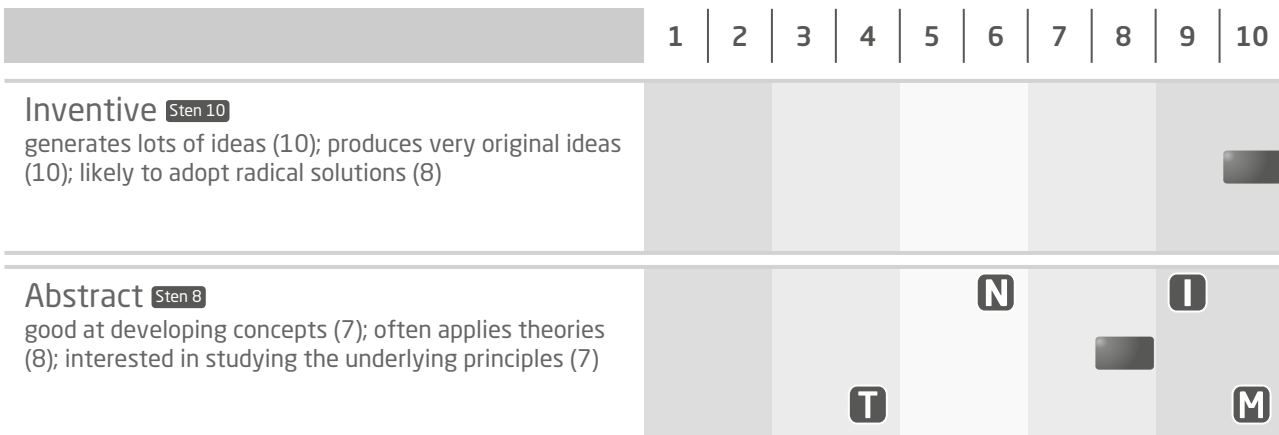 1 2 3 4 5 6 7 8 9 10
Inventive Sten 10
generates lots of ideas (10); produces very original ideas
(10); likely to adopt radical solutions (8)
Abstract Sten 8
N I
good at developing concepts (7); often applies theories
(8); interested in studying the underlying principles (7)
T M